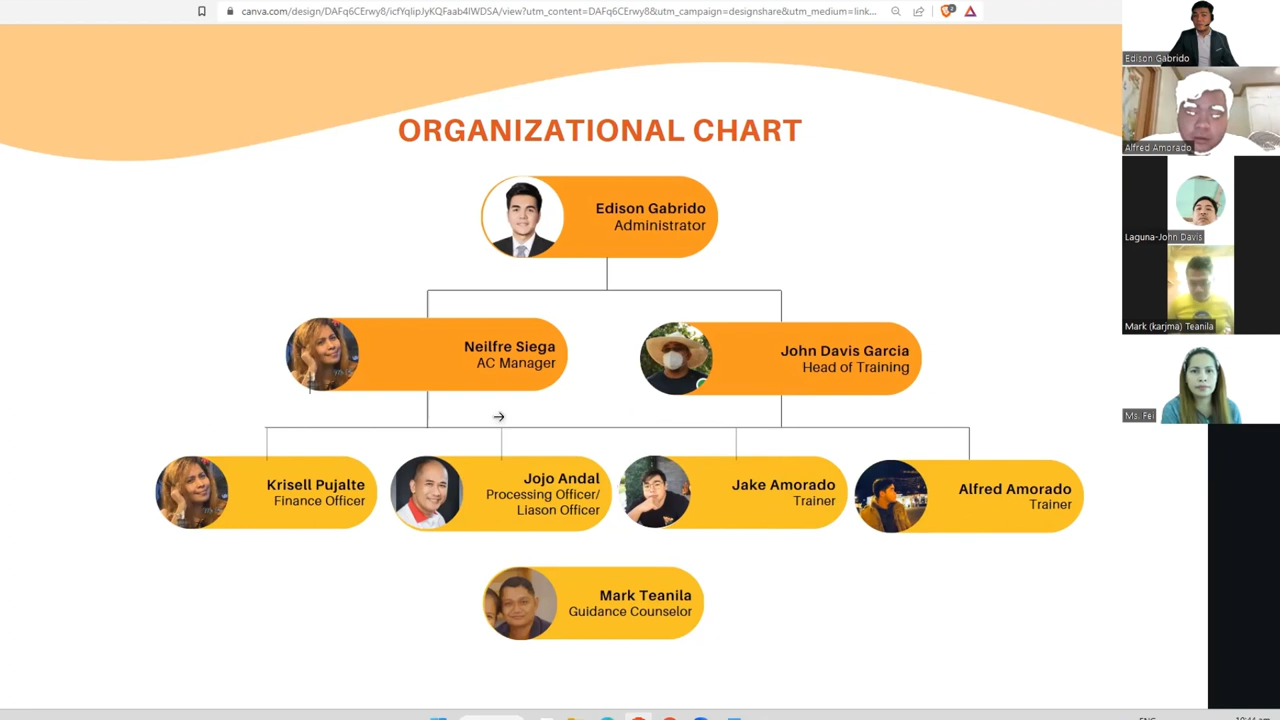 canva.com/design/DAFq6CErwy8/icfYqlipJyKQFaab4lWDSA/view?utm_content=DAFq6CErwy8&utm_campaign=designshare&utm_medium=link...
2
ORGANIZATIONAL CHART
Edison Gabrido
Administrator
Neilfre Siega
AC Manager
John Davis Garcia
Head of Training
Krisell Pujalte
Finance Officer
Jojo Andal
Processing Officer/
Liason Officer
Jake Amorado
Trainer
Alfred Amorado
Trainer
Mark Teanila
Guidance Counselor
Edison Gabrido
Alfred Amorado
Laguna-John Davis
Mark (karjma) Teanila
Ms. Fei